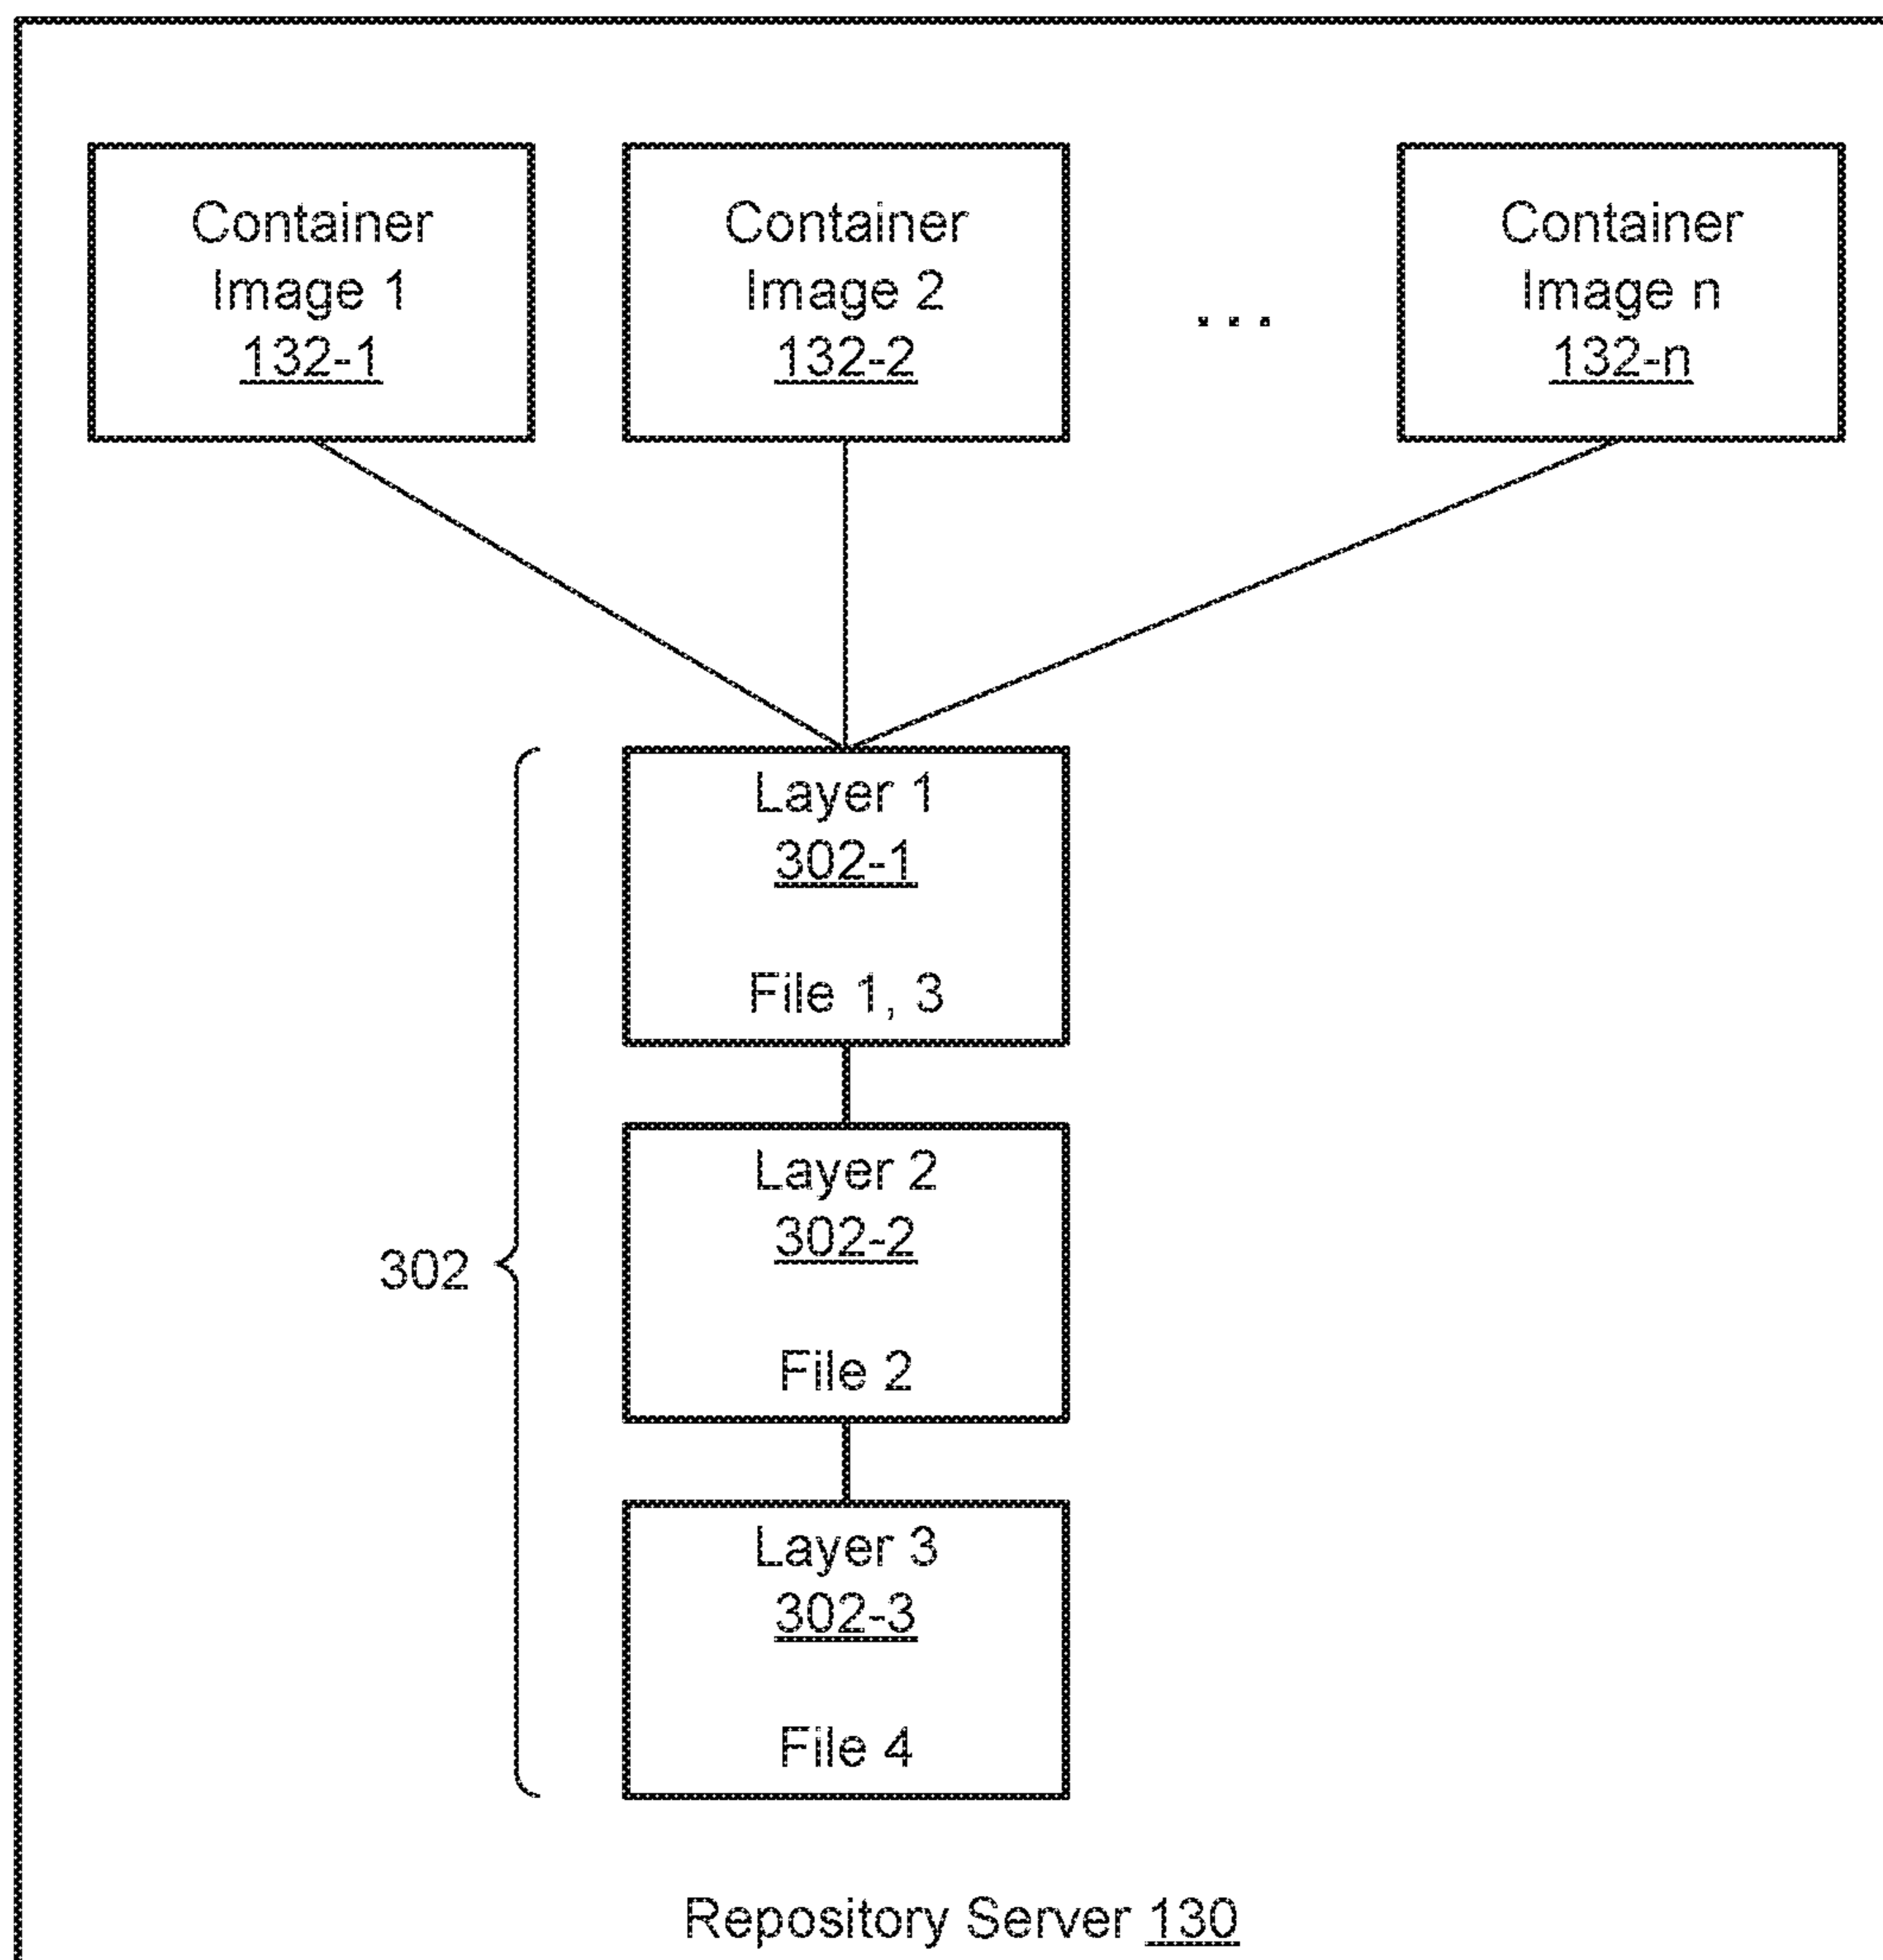 Container
Image 1
132-1
Container
Image 2
132-2
...
Container
Image n
132-n
Layer 1
302-1
File 1, 3
302
Layer 2
302-2
File 2
Layer 3
302-3
File 4
Repository Server 130